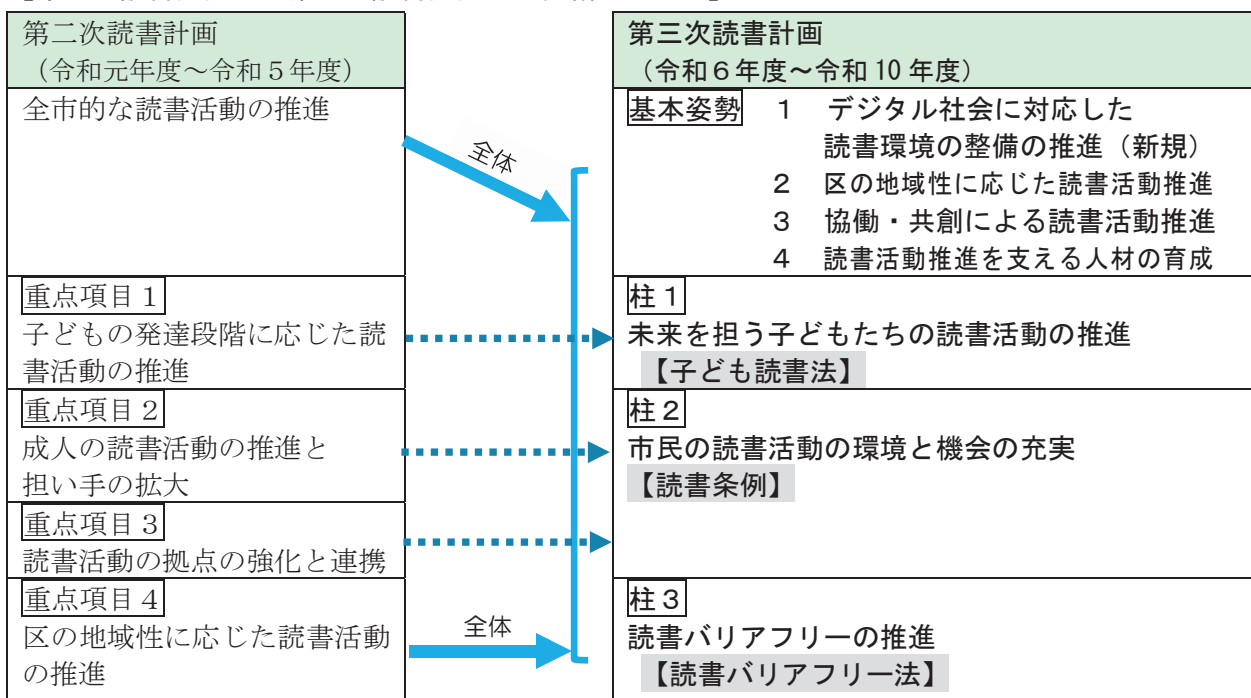 第二次読書計画
（令和元年度～令和５年度）
全市的な読書活動の推進
重点項目１
子どもの発達段階に応じた読
書活動の推進
重点項目２
成人の読書活動の推進と
担い手の拡大
重点項目３
読書活動の拠点の強化と連携
重点項目４
区の地域性に応じた読書活動
の推進
全体
全体
第三次読書計画
（令和６年度～令和 10 年度）
基本姿勢　１　デジタル社会に対応した
読書環境の整備の推進（新規）
２　区の地域性に応じた読書活動推進
３　協働・共創による読書活動推進
４　読書活動推進を支える人材の育成
柱１
未来を担う子どもたちの読書活動の推進
【子ども読書法】
柱２
市民の読書活動の環境と機会の充実
【読書条例】
柱３
読書バリアフリーの推進
【読書バリアフリー法】